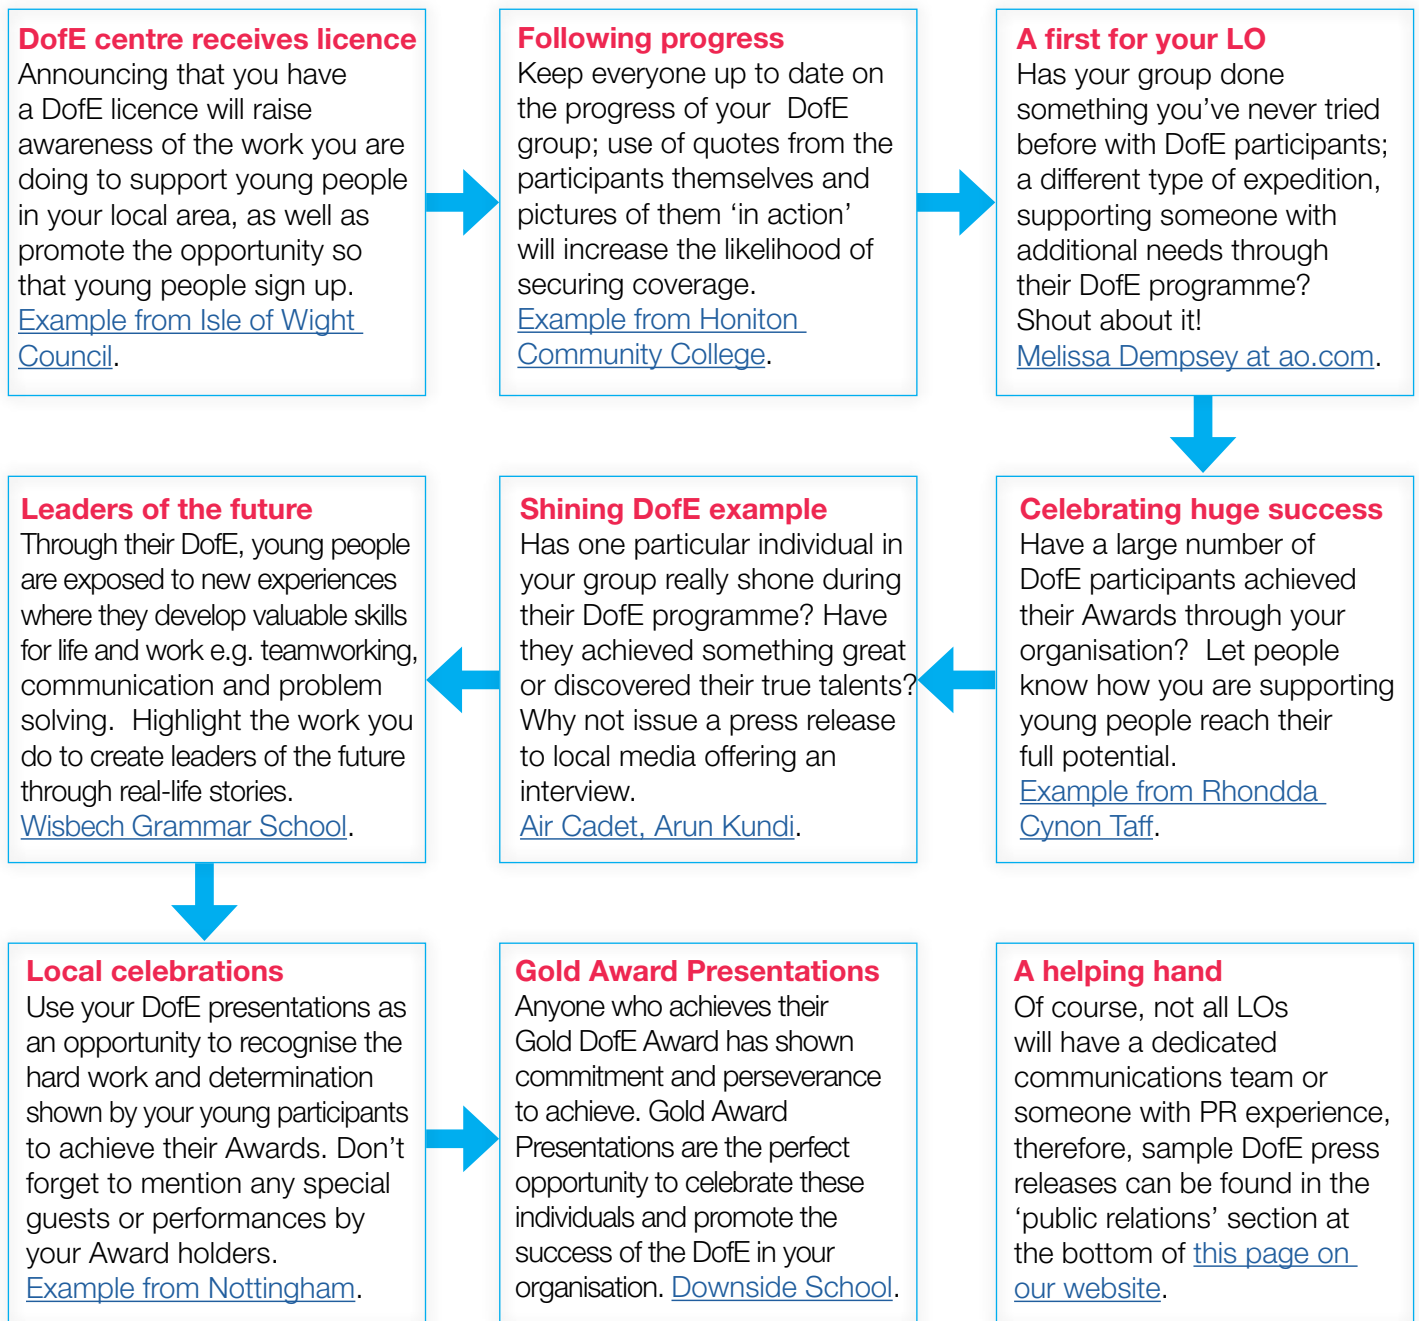 DofE centre receives licence
Announcing that you have
a DofE licence will raise
awareness of the work you are
doing to support young people
in your local area, as well as
promote the opportunity so
that young people sign up.
Example from Isle of Wight
Council.
Following progress
Keep everyone up to date on
the progress of your DofE
group; use of quotes from the
participants themselves and
pictures of them ‘in action’
will increase the likelihood of
securing coverage.
Example from Honiton
Community College.
A first for your LO
Has your group done
something you’ve never tried
before with DofE participants;
a different type of expedition,
supporting someone with
additional needs through
their DofE programme?
Shout about it!
Melissa Dempsey at ao.com.
Celebrating huge success
Have a large number of
DofE participants achieved
their Awards through your
organisation? Let people
know how you are supporting
young people reach their
full potential.
Example from Rhondda
Cynon Taff.
Shining DofE example
Has one particular individual in
your group really shone during
their DofE programme? Have
they achieved something great
or discovered their true talents?
Why not issue a press release
to local media offering an
interview.
Air Cadet, Arun Kundi.
Leaders of the future
Through their DofE, young people
are exposed to new experiences
where they develop valuable skills
for life and work e.g. teamworking,
communication and problem
solving. Highlight the work you
do to create leaders of the future
through real-life stories.
Wisbech Grammar School.
Local celebrations
Use your DofE presentations as
an opportunity to recognise the
hard work and determination
shown by your young participants
to achieve their Awards. Don’t
forget to mention any special
guests or performances by
your Award holders.
Example from Nottingham.
Gold Award Presentations
Anyone who achieves their
Gold DofE Award has shown
commitment and perseverance
to achieve. Gold Award
Presentations are the perfect
opportunity to celebrate these
individuals and promote the
success of the DofE in your
organisation. Downside School.
A helping hand
Of course, not all LOs
will have a dedicated
communications team or
someone with PR experience,
therefore, sample DofE press
releases can be found in the
‘public relations’ section at
the bottom of this page on
our website.